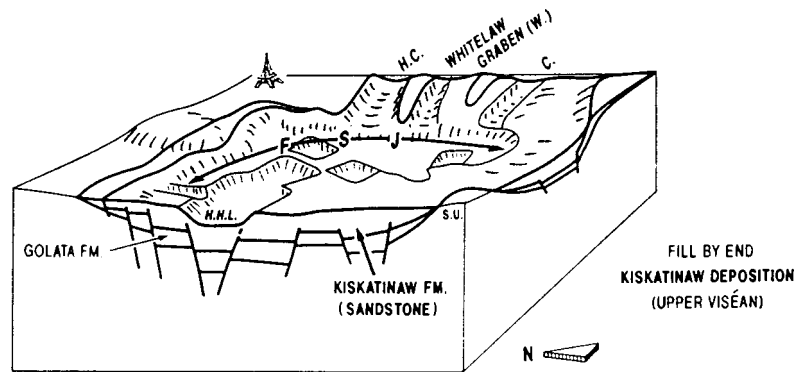 H.C.
WHITELAW
GRABEN (W.)
C.
F S J
H.H.L.
S.U.
GOLATA FM.
KISKATINAW FM.
(SANDSTONE)
FILL BY END
KISKATINAW DEPOSITION
(UPPER VISÉAN)
N